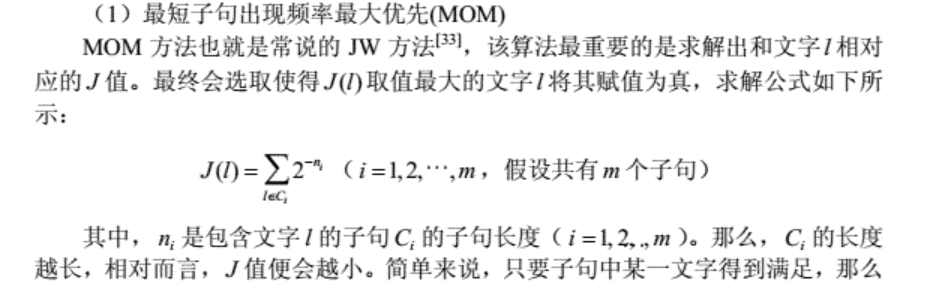 （1）最短子句出现频率最大优先(MOM)
MOM 方法也就是常说的 JW 方法[33]，该算法最重要的是求解出和文字 l 相对
应的 J 值。最终会选取使得 J(l) 取值最大的文字 l 将其赋值为真，求解公式如下所
示：
J(l) = ∑_{l∈C_i} 2^{-n_i} （ i =1,2,⋯,m ，假设共有 m 个子句）
其中， n_i 是包含文字 l 的子句 C_i 的子句长度（ i =1,2,.,m ）。那么， C_i 的长度
越长，相对而言， J 值便会越小。简单来说，只要子句中某一文字得到满足，那么